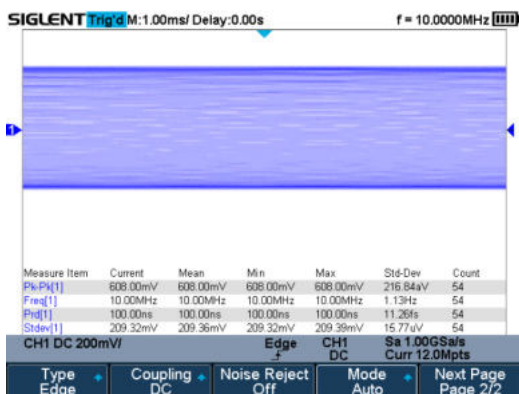 SIGLENT Trig'd M:1.00ms/ Delay:0.00s f = 10.0000MHz
1
Measure Item Current Mean Min Max Std-Dev Count
Pk-Pk[1] 608.00mV 608.00mV 608.00mV 608.00mV 216.84aV 54
Freq[1] 10.00MHz 10.00MHz 10.00MHz 10.00MHz 1.13Hz 54
Prd[1] 100.00ns 100.00ns 100.00ns 100.00ns 11.26fs 54
Stdev[1] 209.32mV 209.36mV 209.32mV 209.39mV 15.77uV 54
CH1 DC 200mV/ Edge CH1 Sa 1.00GSa/s
DC Curr 12.0Mpts
Type Coupling Noise Reject Mode Next Page
Edge DC Off Auto Page 2/2